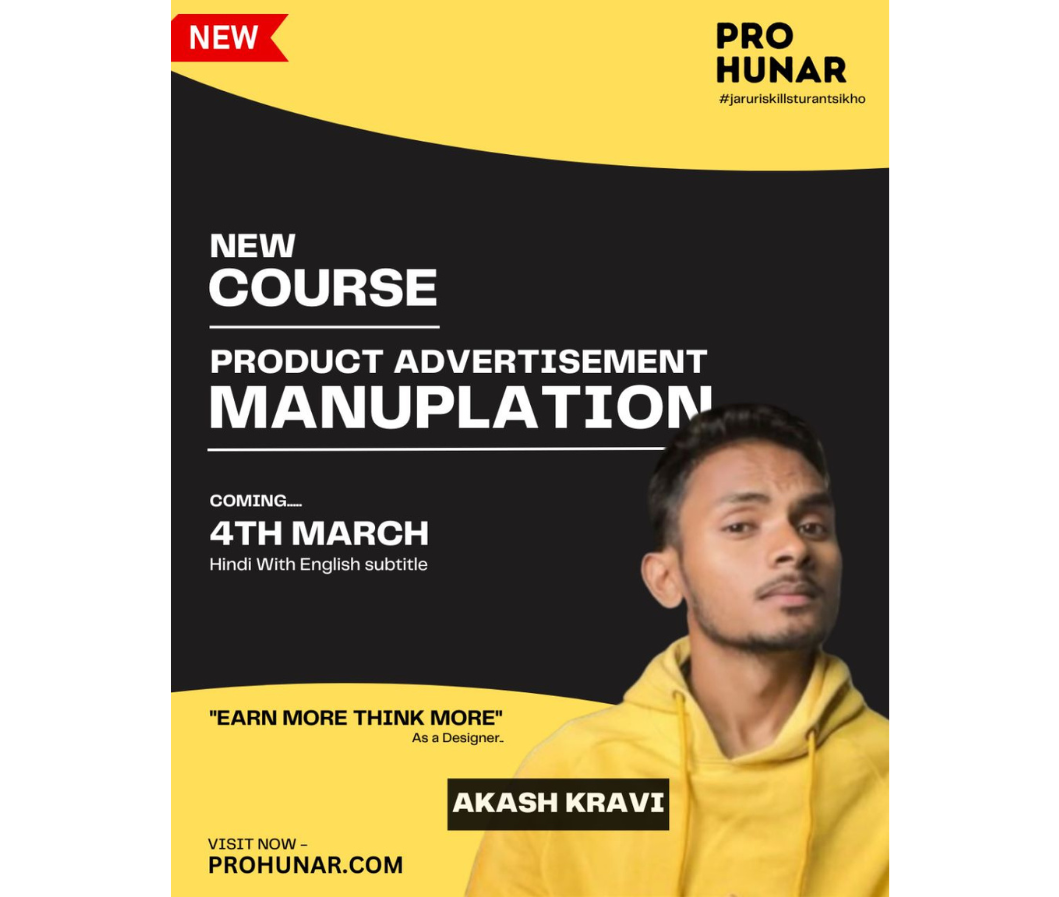 NEW
PRO
HUNAR
#jaruriskillsturantsikho
NEW
COURSE
PRODUCT ADVERTISEMENT
MANUPLATION
COMING.....
4TH MARCH
Hindi With English subtitle
"EARN MORE THINK MORE"
As a Designer..
AKASH KRAVI
VISIT NOW -
PROHUNAR.COM